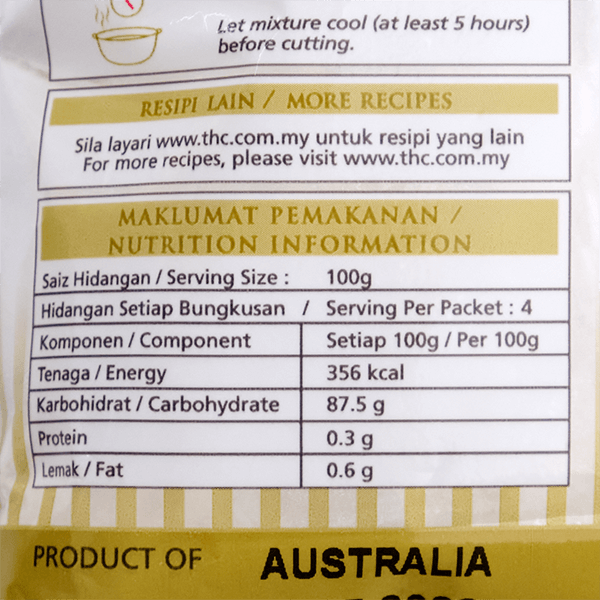 Let mixture cool (at least 5 hours)
before cutting.
RESIPI LAIN / MORE RECIPES
Sila layari www.thc.com.my untuk resipi yang lain
For more recipes, please visit www.thc.com.my
MAKLUMAT PEMAKANAN /
NUTRITION INFORMATION
Saiz Hidangan / Serving Size : 100g
Hidangan Setiap Bungkusan / Serving Per Packet : 4
Komponen / Component Setiap 100g / Per 100g
Tenaga / Energy 356 kcal
Karbohidrat / Carbohydrate 87.5 g
Protein 0.3 g
Lemak / Fat 0.6 g
PRODUCT OF AUSTRALIA